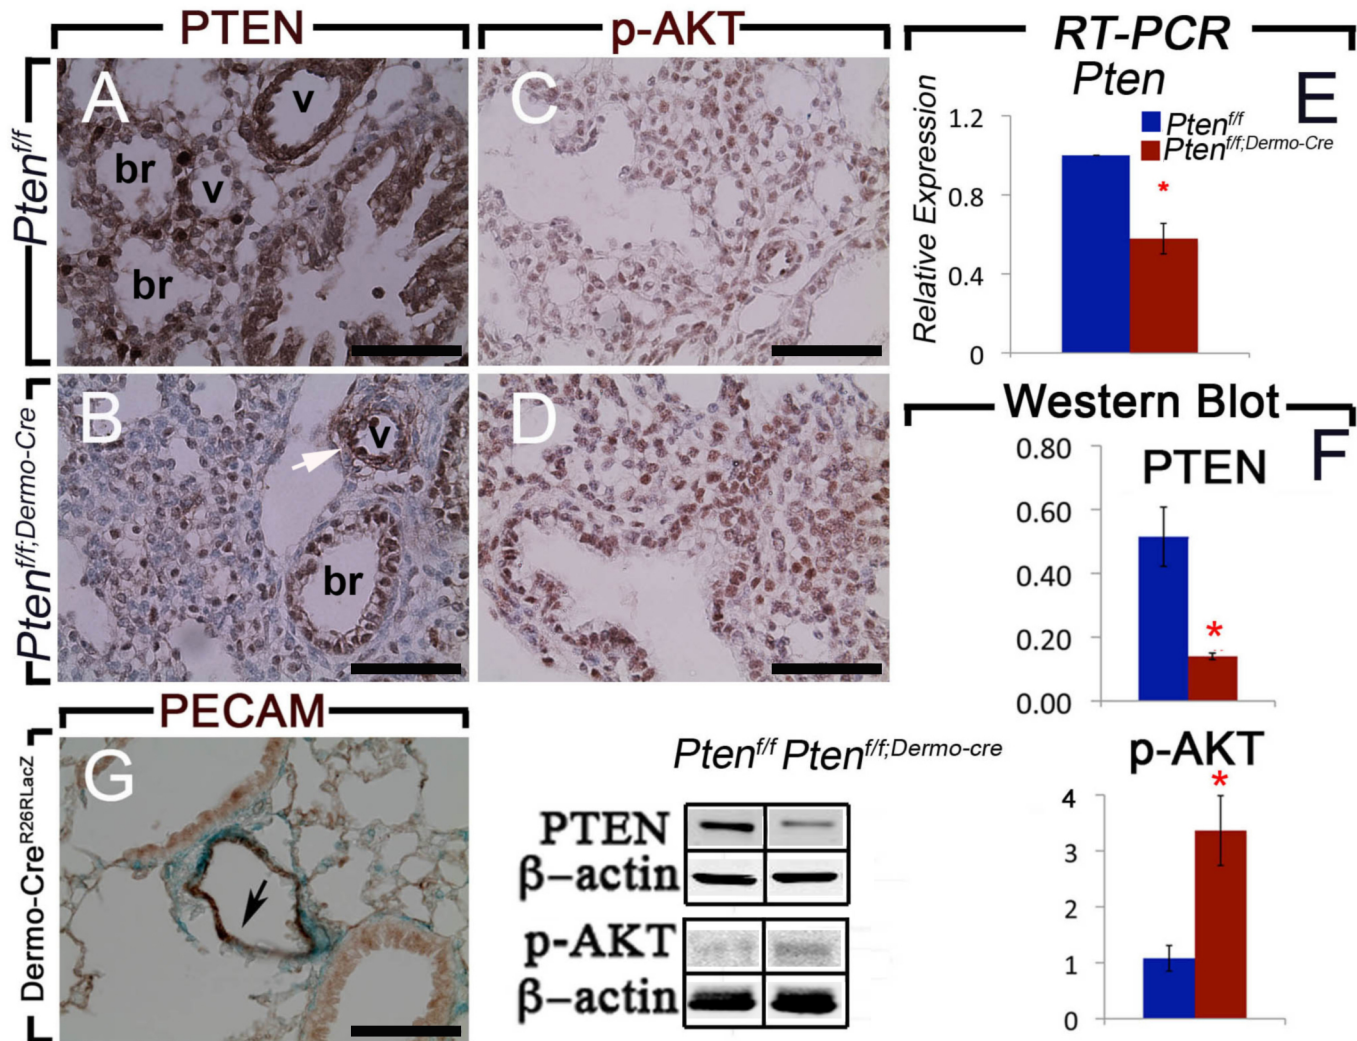 PTEN
p-AKT
RT-PCR
Pten
Pten^f/f
A
v
br
v
br
C
E
Relative Expression
1.2
0.8
0.4
0
Pten^f/f
Pten^f/f;Dermo-Cre
*
Pten^f/f;Dermo-Cre
B
v
br
D
Western Blot
F
PTEN
0.80
0.60
0.40
0.20
0.00
*
PECAM
Dermo-Cre^R26RLacZ
G
Pten^f/f Pten^f/f;Dermo-cre
PTEN
β–actin
p-AKT
β–actin
p-AKT
*
4
3
2
1
0